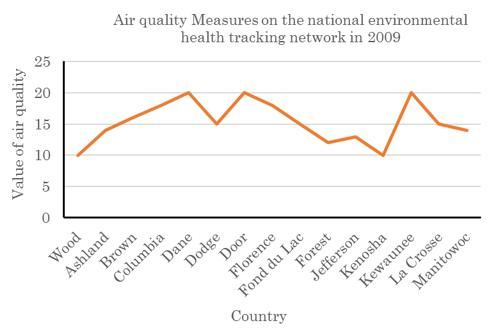 Air quality Measures on the national environmental
health tracking network in 2009
Value of air quality
25
20
15
10
5
0
Wood
Ashland
Brown
Columbia
Dane
Dodge
Door
Florence
Fond du Lac
Forest
Jefferson
Kenosha
Kewaunee
La Crosse
Manitowoc
Country